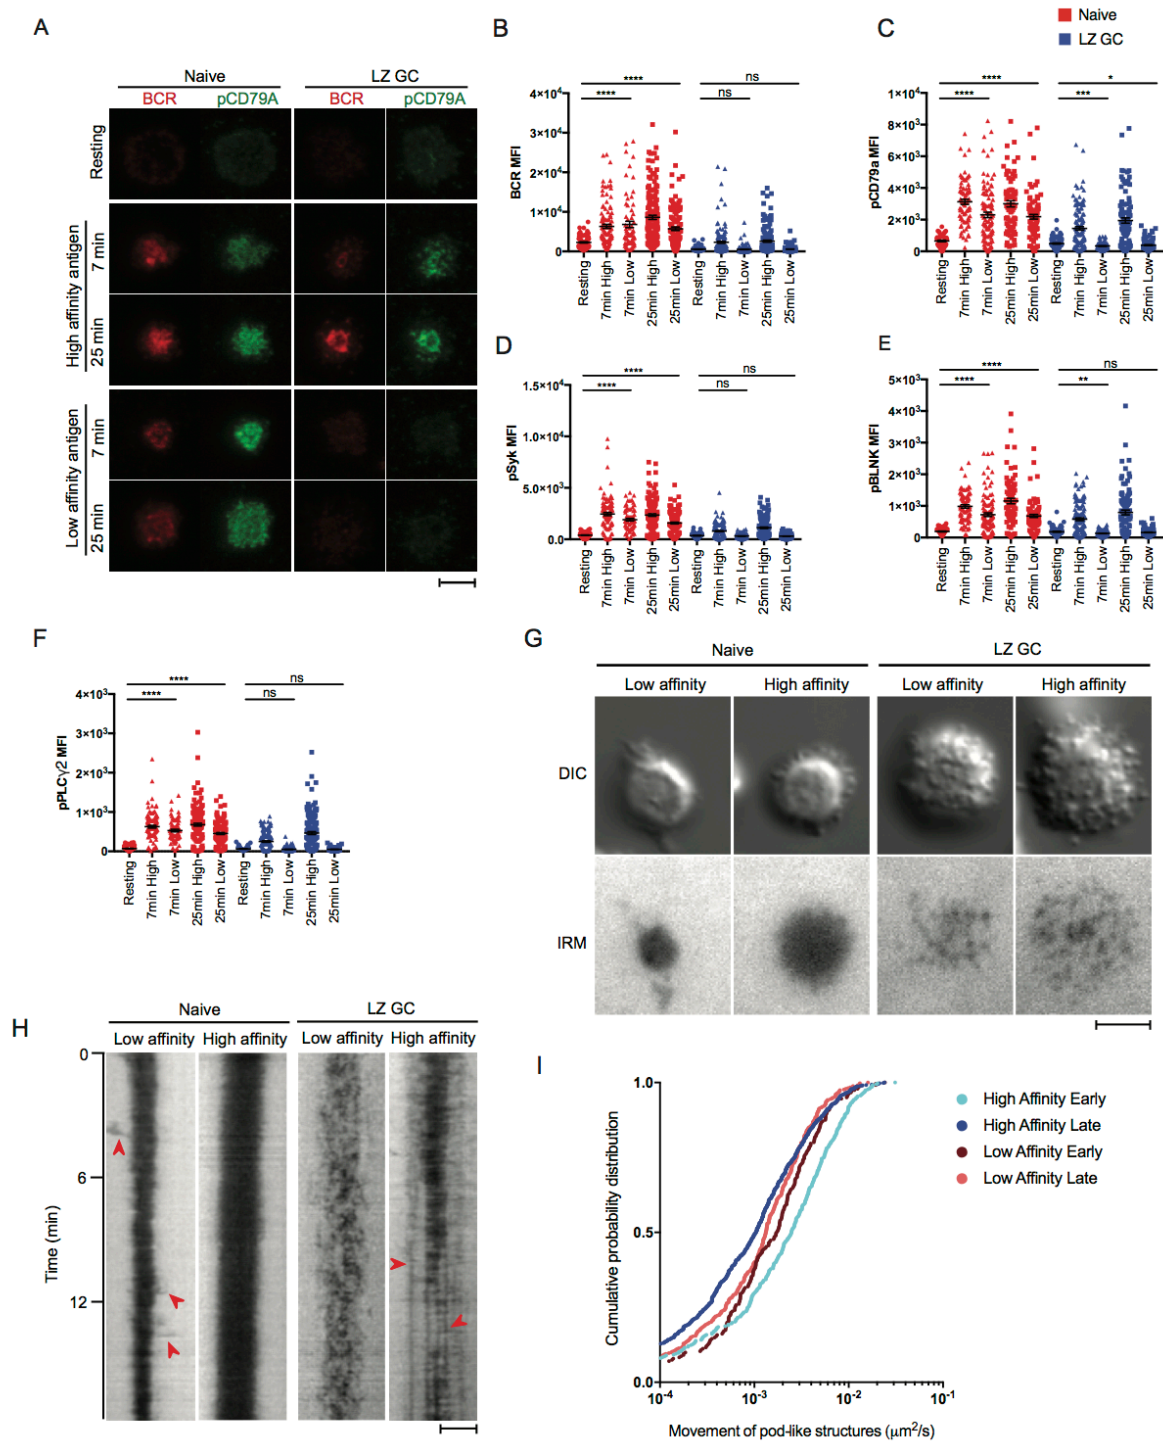 A
Naive
LZ GC
BCR
pCD79A
BCR
pCD79A
Resting
High affinity antigen
7 min
25 min
Low affinity antigen
7 min
25 min
B
**** ns
**** ns
4×10⁴
3×10⁴
2×10⁴
1×10⁴
0
BCR MFI
Resting
7min High
7min Low
25min High
25min Low
Resting
7min High
7min Low
25min High
25min Low
Naive
LZ GC
C
**** *
**** ***
1×10⁴
8×10³
6×10³
4×10³
2×10³
0
pCD79a MFI
Resting
7min High
7min Low
25min High
25min Low
Resting
7min High
7min Low
25min High
25min Low
D
**** ns
**** ns
1.5×10⁴
1.0×10⁴
5.0×10³
0.0
pSyk MFI
Resting
7min High
7min Low
25min High
25min Low
Resting
7min High
7min Low
25min High
25min Low
E
**** ns
**** **
5×10³
4×10³
3×10³
2×10³
1×10³
0
pBLNK MFI
Resting
7min High
7min Low
25min High
25min Low
Resting
7min High
7min Low
25min High
25min Low
F
**** ns
**** ns
4×10³
3×10³
2×10³
1×10³
0
pPLCγ2 MFI
Resting
7min High
7min Low
25min High
25min Low
Resting
7min High
7min Low
25min High
25min Low
G
Naive
LZ GC
Low affinity
High affinity
Low affinity
High affinity
DIC
IRM
H
Naive
LZ GC
Low affinity
High affinity
Low affinity
High affinity
0
6
12
Time (min)
I
1.0
0.5
0.0
Cumulative probability distribution
10⁻⁴
10⁻³
10⁻²
10⁻¹
Movement of pod-like structures (μm²/s)
High Affinity Early
High Affinity Late
Low Affinity Early
Low Affinity Late